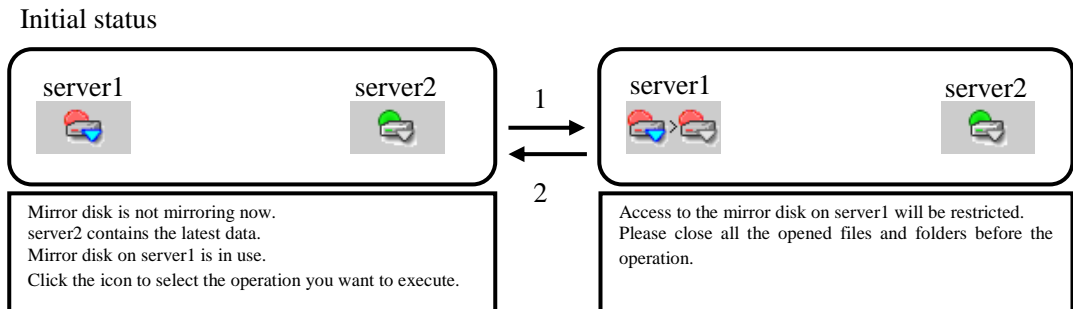 Initial status
server1
server2
1
2
server1
>
server2
Mirror disk is not mirroring now.
server2 contains the latest data.
Mirror disk on server1 is in use.
Click the icon to select the operation you want to execute.
Access to the mirror disk on server1 will be restricted.
Please close all the opened files and folders before the
operation.